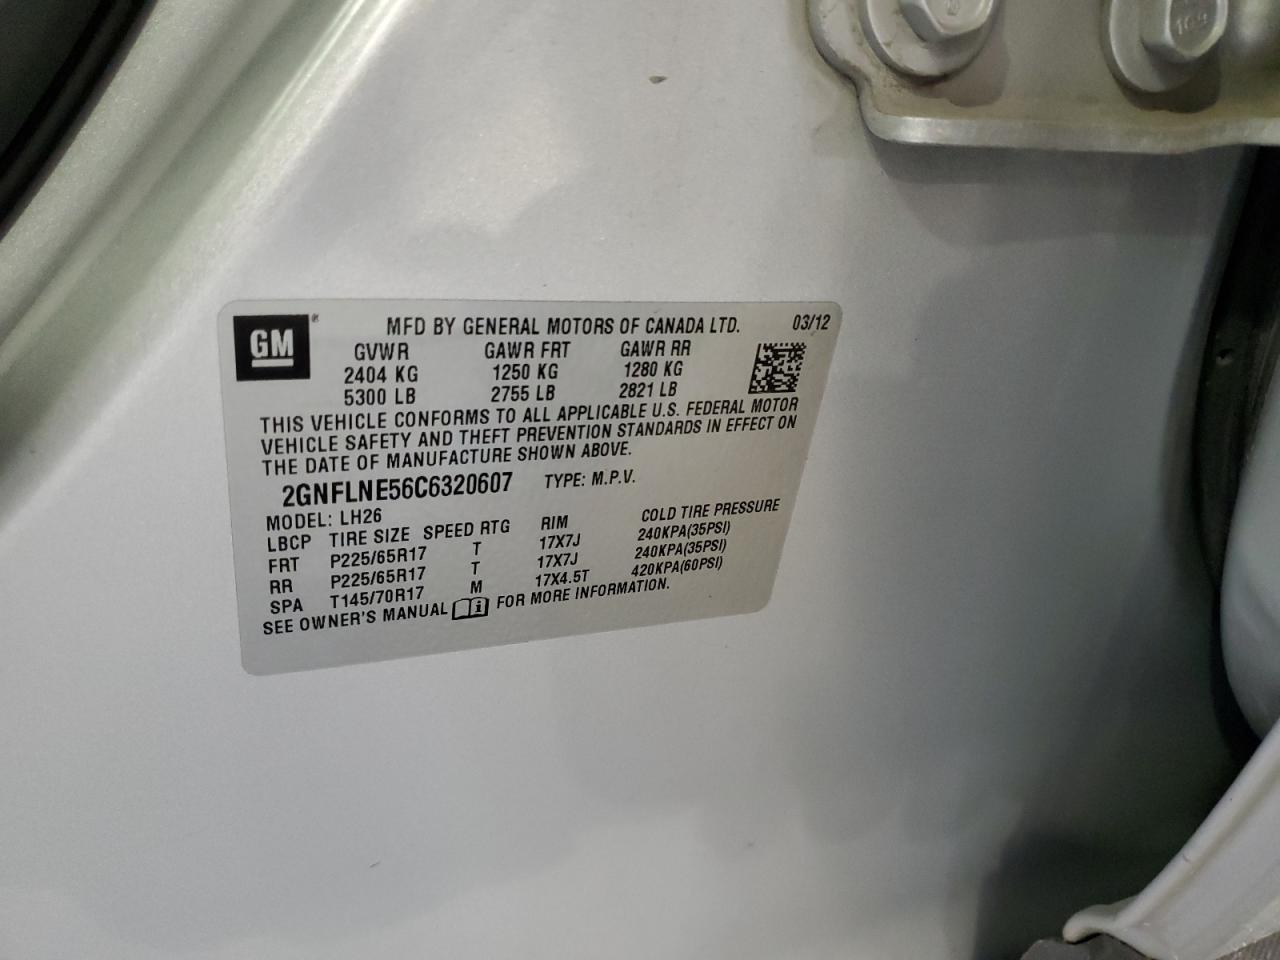 GM ®
MFD BY GENERAL MOTORS OF CANADA LTD. 03/12
GVWR GAWR FRT GAWR RR
2404 KG 1250 KG 1280 KG
5300 LB 2755 LB 2821 LB
THIS VEHICLE CONFORMS TO ALL APPLICABLE U.S. FEDERAL MOTOR
VEHICLE SAFETY AND THEFT PREVENTION STANDARDS IN EFFECT ON
THE DATE OF MANUFACTURE SHOWN ABOVE.
2GNFLNE56C6320607 TYPE: M.P.V.
MODEL: LH26
LBCP TIRE SIZE SPEED RTG RIM COLD TIRE PRESSURE
FRT P225/65R17 T 17X7J 240KPA(35PSI)
RR P225/65R17 T 17X7J 240KPA(35PSI)
SPA T145/70R17 M 17X4.5T 420KPA(60PSI)
SEE OWNER'S MANUAL i FOR MORE INFORMATION.